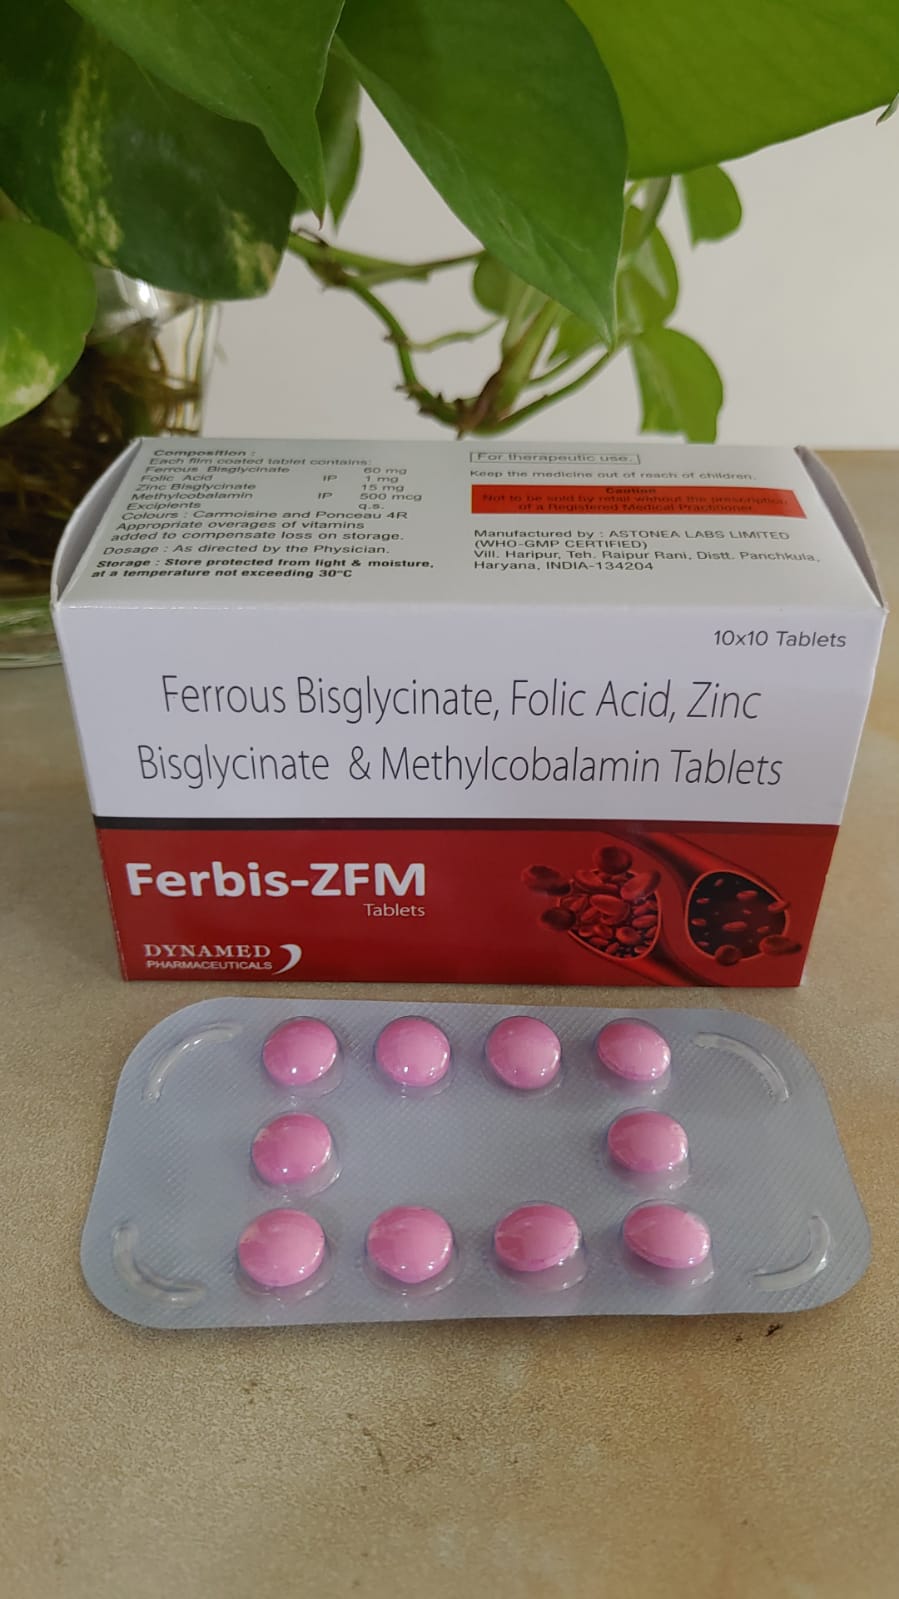 Composition :
Each film coated tablet contains:
Ferrous Bisglycinate 60 mg
Folic Acid IP 1 mg
Zinc Bisglycinate 15 mg
Methylcobalamin IP 500 mcg
Excipients q.s.
Colours : Carmoisine and Ponceau 4R
Appropriate overages of vitamins
added to compensate loss on storage.
Dosage : As directed by the Physician.
Storage : Store protected from light & moisture,
at a temperature not exceeding 30°C
For therapeutic use.
Keep the medicine out of reach of children.
Caution
Not to be sold by retail without the prescription
of a Registered Medical Practitioner.
Manufactured by : ASTONEA LABS LIMITED
(WHO-GMP CERTIFIED)
Vill. Haripur, Teh. Raipur Rani, Distt. Panchkula,
Haryana, INDIA-134204
10x10 Tablets
Ferrous Bisglycinate, Folic Acid, Zinc
Bisglycinate & Methylcobalamin Tablets
Ferbis-ZFM
Tablets
DYNAMED
PHARMACEUTICALS